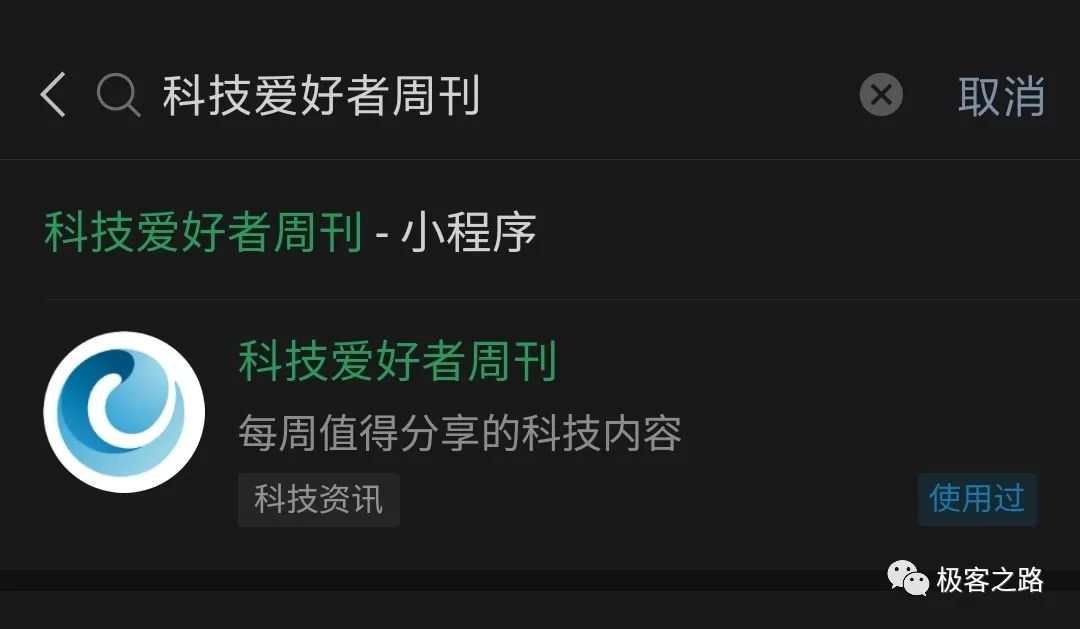 科技爱好者周刊 取消
科技爱好者周刊 - 小程序
科技爱好者周刊
每周值得分享的科技内容
科技资讯 使用过
极客之路